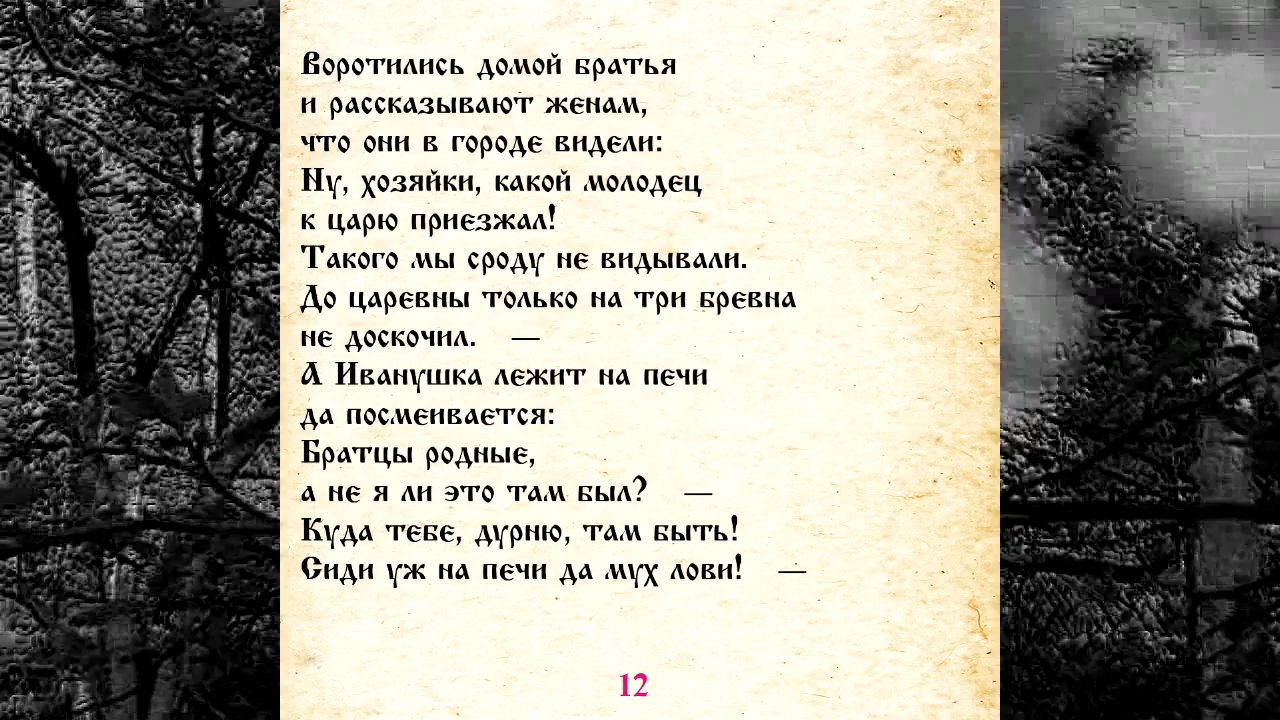 Воротились домой братья
и рассказывают женам,
что они в городе видели:
Ну, хозяйки, какой молодец
к царю приезжал!
Такого мы сроду не видывали.
До царевны только на три бревна
не доскочил. —
А Иванушка лежит на печи
да посмеивается:
Братцы родные,
а не я ли это там был? —
Куда тебе, дурню, там быть!
Сиди уж на печи да мух лови! —
12